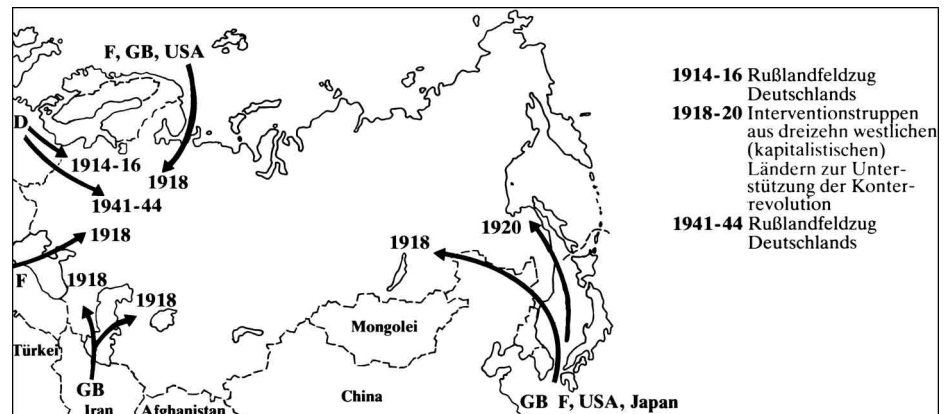 F, GB, USA
D
1914-16
1918
1941-44
1918
F
1918
1918
Türkei
GB
Iran
Afghanistan
1918
1920
Mongolei
China
GB F, USA, Japan
1914-16 Rußlandfeldzug
Deutschlands
1918-20 Interventionstruppen
aus dreizehn westlichen
(kapitalistischen)
Ländern zur Unter-
stützung der Konter-
revolution
1941-44 Rußlandfeldzug
Deutschlands